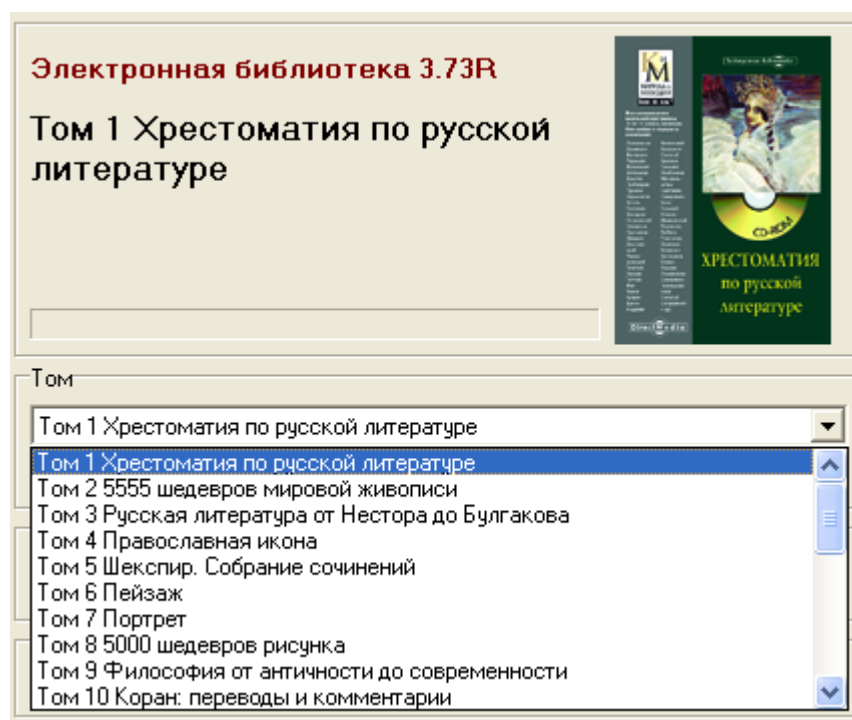 Электронная библиотека 3.73R
Том 1 Хрестоматия по русской
литературе
CD-ROM
ХРЕСТОМАТИЯ
по русской
литературе
DirectMedia
Том
Том 1 Хрестоматия по русской литературе
Том 1 Хрестоматия по русской литературе
Том 2 5555 шедевров мировой живописи
Том 3 Русская литература от Нестора до Булгакова
Том 4 Православная икона
Том 5 Шекспир. Собрание сочинений
Том 6 Пейзаж
Том 7 Портрет
Том 8 5000 шедевров рисунка
Том 9 Философия от античности до современности
Том 10 Коран: переводы и комментарии